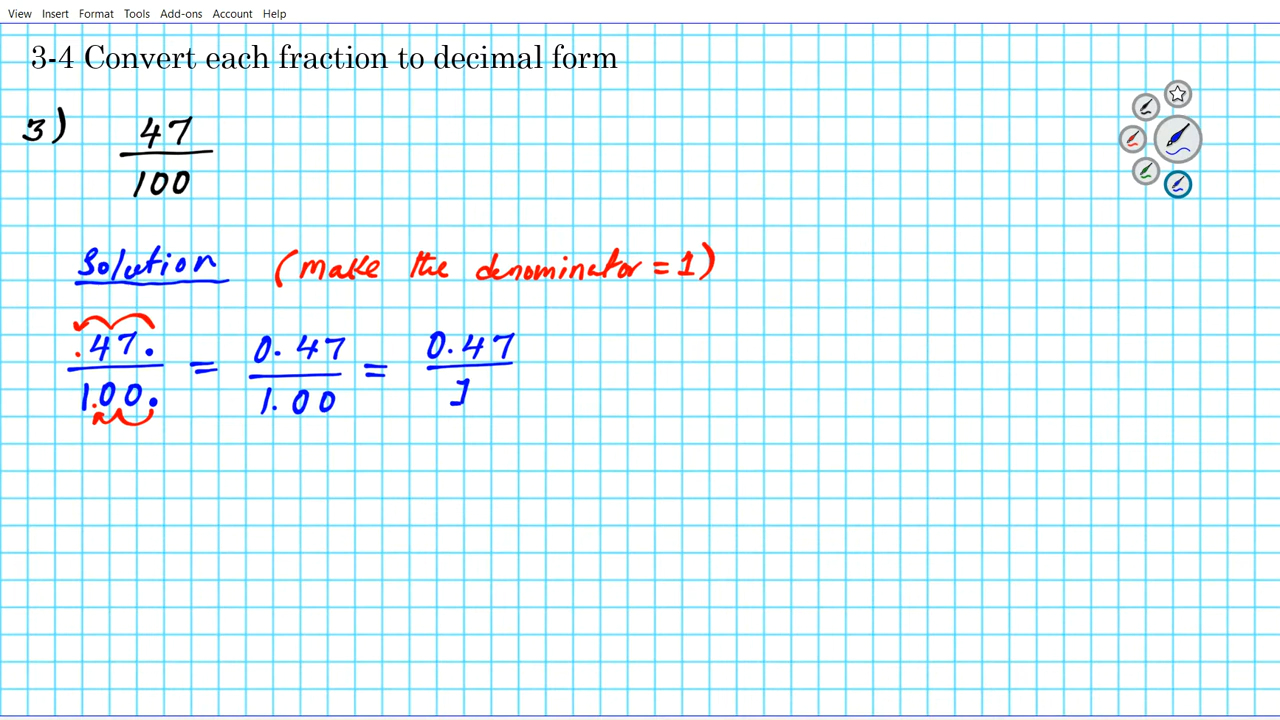 View Insert Format Tools Add-ons Account Help
3-4 Convert each fraction to decimal form
3) 47/100
Solution (make the denominator = 1)
.47./1.00. = 0.47/1.00 = 0.47/1